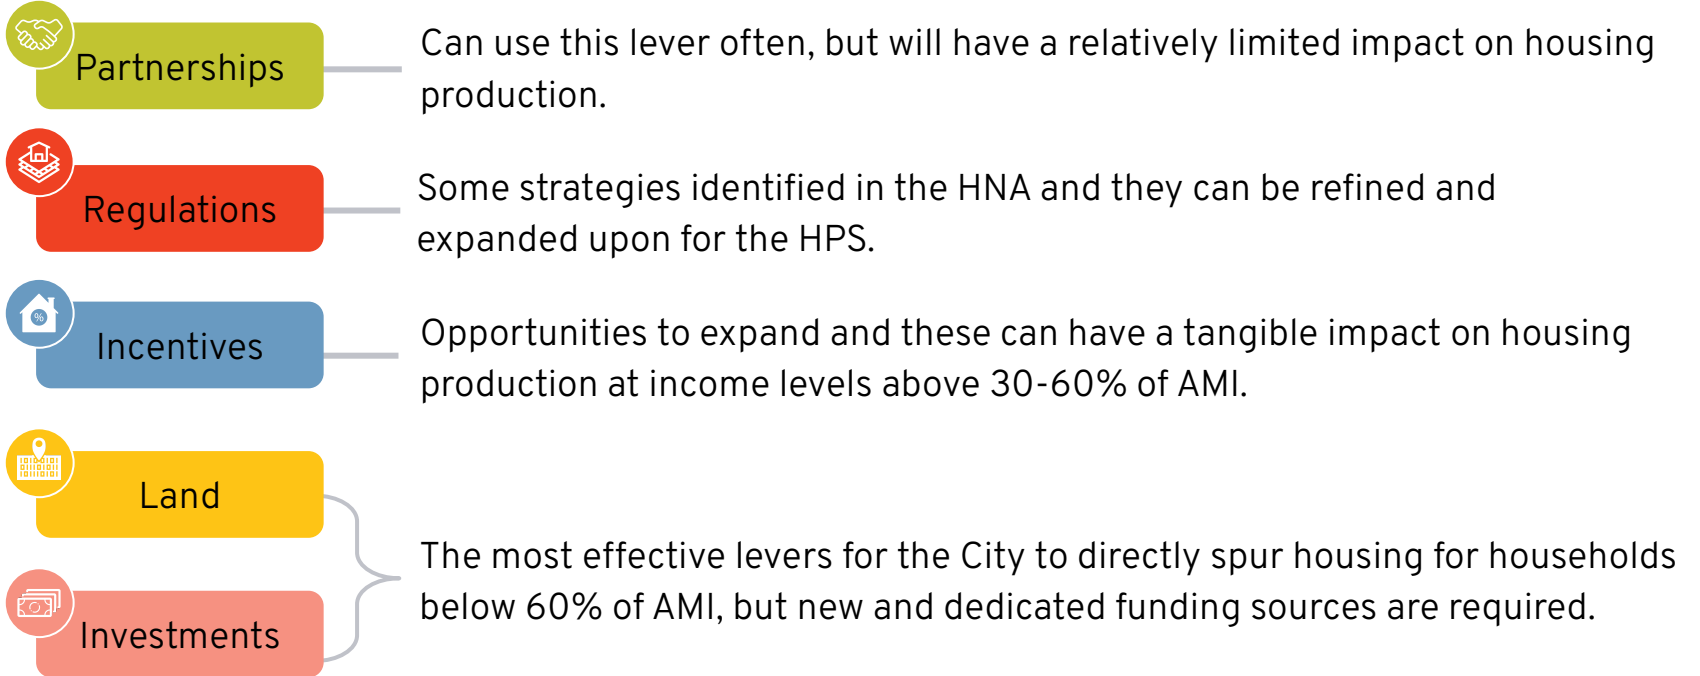 Partnerships
Can use this lever often, but will have a relatively limited impact on housing
production.
Regulations
Some strategies identified in the HNA and they can be refined and
expanded upon for the HPS.
%
Incentives
Opportunities to expand and these can have a tangible impact on housing
production at income levels above 30-60% of AMI.
Land
Investments
The most effective levers for the City to directly spur housing for households
below 60% of AMI, but new and dedicated funding sources are required.